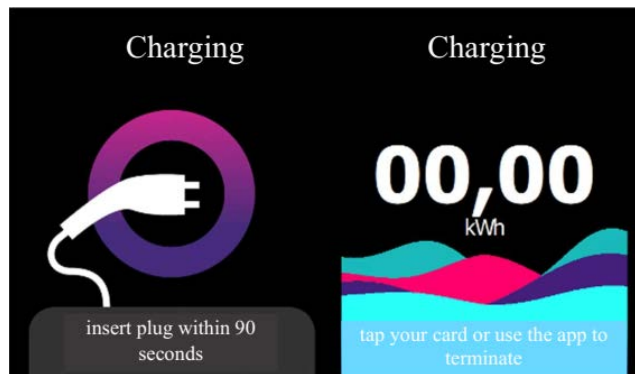 Charging
insert plug within 90
seconds
Charging
00,00
kWh
tap your card or use the app to
terminate